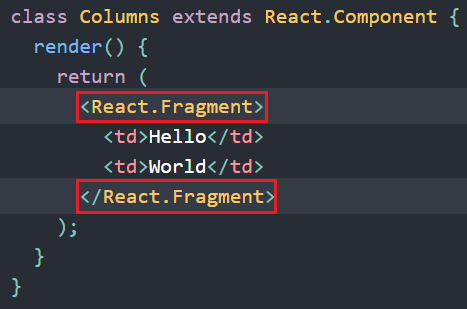 class Columns extends React.Component {
render() {
return (
<React.Fragment>
<td>Hello</td>
<td>World</td>
</React.Fragment>
);
}
}